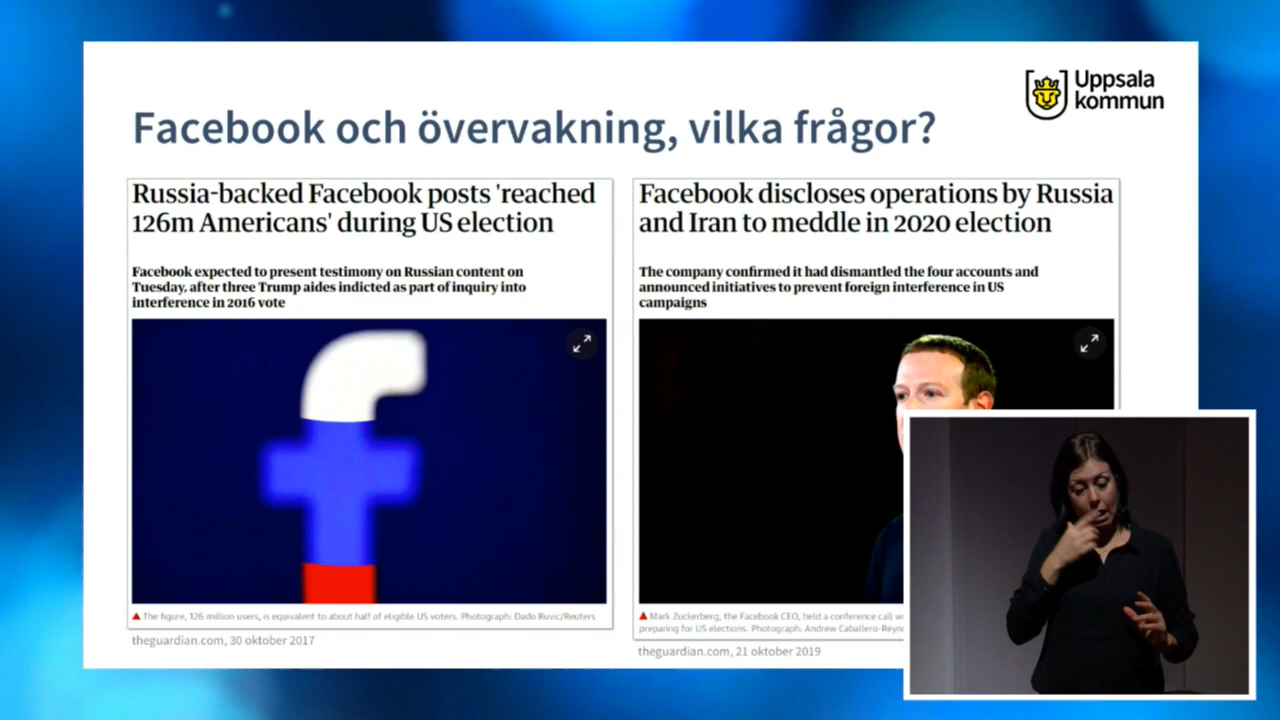 Uppsala
kommun
Facebook och övervakning, vilka frågor?
Russia-backed Facebook posts 'reached
126m Americans' during US election
Facebook expected to present testimony on Russian content on
Tuesday, after three Trump aides indicted as part of inquiry into
interference in 2016 vote
The figure, 126 million users, is equivalent to about half of eligible US voters. Photograph: Dado Ruvic/Reuters
theguardian.com, 30 oktober 2017
Facebook discloses operations by Russia
and Iran to meddle in 2020 election
The company confirmed it had dismantled the four accounts and
announced initiatives to prevent foreign interference in US
campaigns
Mark Zuckerberg, the Facebook CEO, held a conference call
preparing for US elections. Photograph: Andrew
theguardian.com, 21 oktober 2019